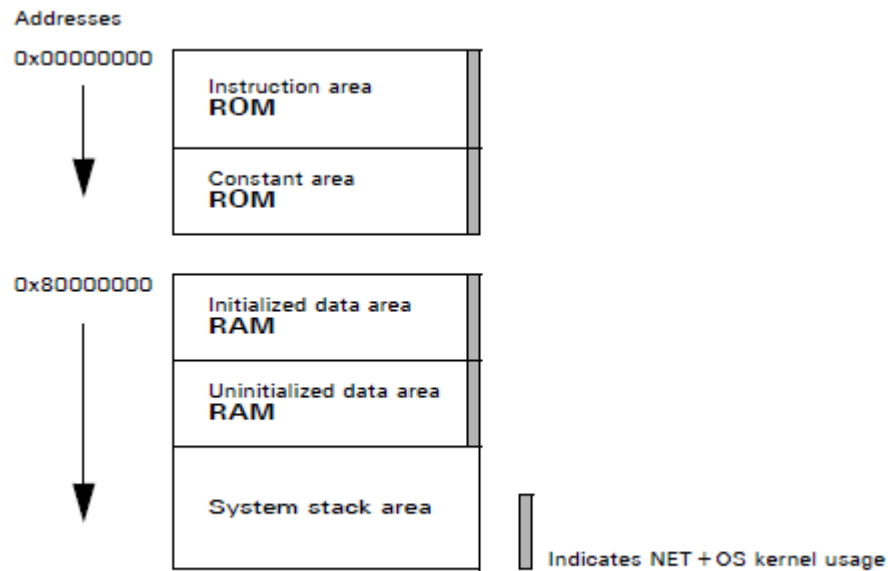 Addresses
0x00000000
Instruction area
ROM
Constant area
ROM
0x80000000
Initialized data area
RAM
Uninitialized data area
RAM
System stack area
Indicates NET+OS kernel usage